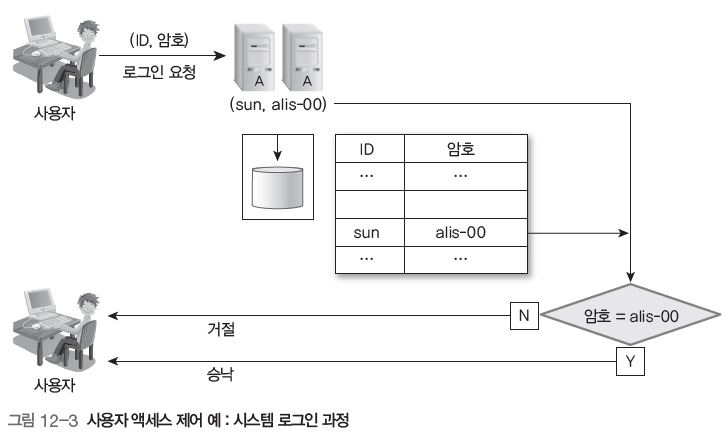 (ID, 암호)
로그인 요청
A A
사용자
(sun, alis-00)
ID 암호
··· ···
sun alis-00
··· ···
암호 = alis-00
N
거절
Y
승낙
사용자
그림 12-3 사용자 액세스 제어 예 : 시스템 로그인 과정